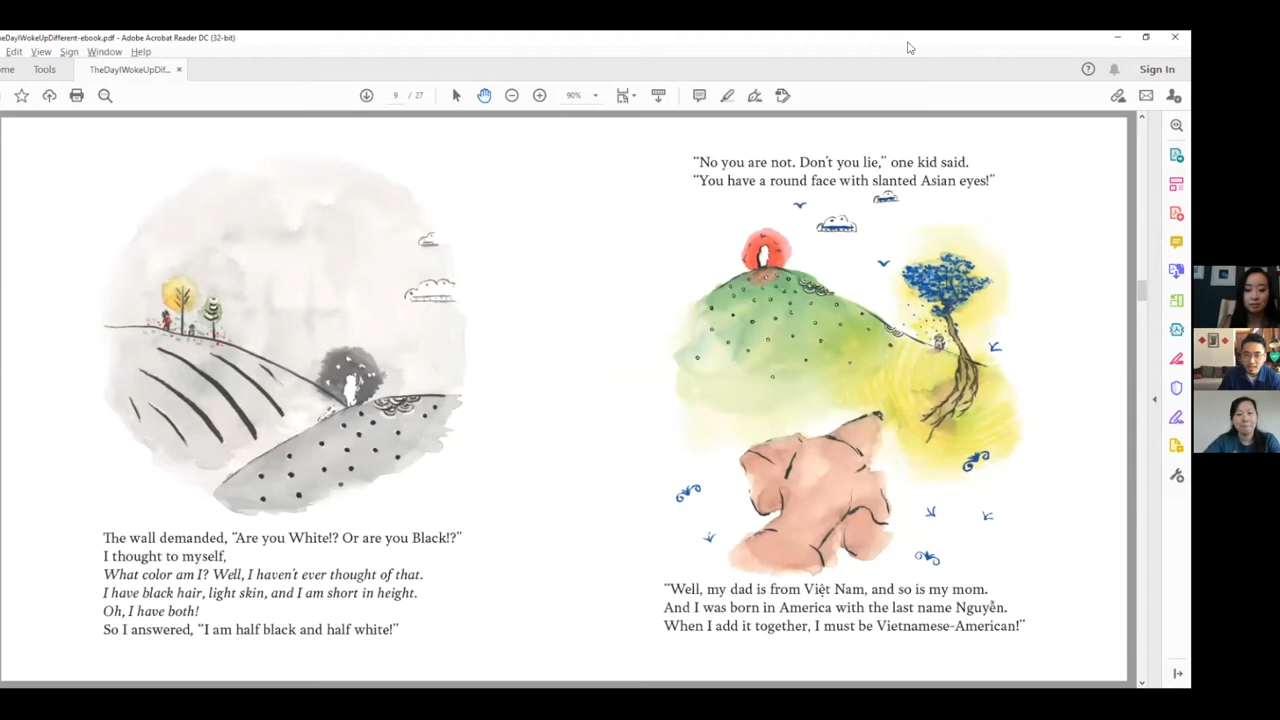 heDayIWokeUpDifferent-ebook.pdf - Adobe Acrobat Reader DC (32-bit)
Edit View Sign Window Help
ome Tools TheDayIWokeUpDif... ×
Sign In
9 / 27 90%
The wall demanded, “Are you White!? Or are you Black!?”
I thought to myself,
What color am I? Well, I haven’t ever thought of that.
I have black hair, light skin, and I am short in height.
Oh, I have both!
So I answered, “I am half black and half white!”
“No you are not. Don’t you lie,” one kid said.
“You have a round face with slanted Asian eyes!”
“Well, my dad is from Việt Nam, and so is my mom.
And I was born in America with the last name Nguyễn.
When I add it together, I must be Vietnamese-American!”